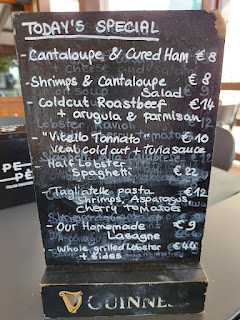 TODAY'S SPECIAL
- Cantaloupe & Cured Ham €8
- Shrimps & Cantaloupe €8
Salad
- Coldcut Roastbeef €14
+ arugula & parmisan
- "Vitello Tonnato" €10
veal cold cut + Tuna sauce
- Half Lobster
Spaghetti €22
- Tagliatelle pasta €12
Shrimps, Asparagus
Cherry Tomatoes
- Our Homemade €9
Lasagne
- Whole grilled Lobster €44
+ sides
GUINNESS